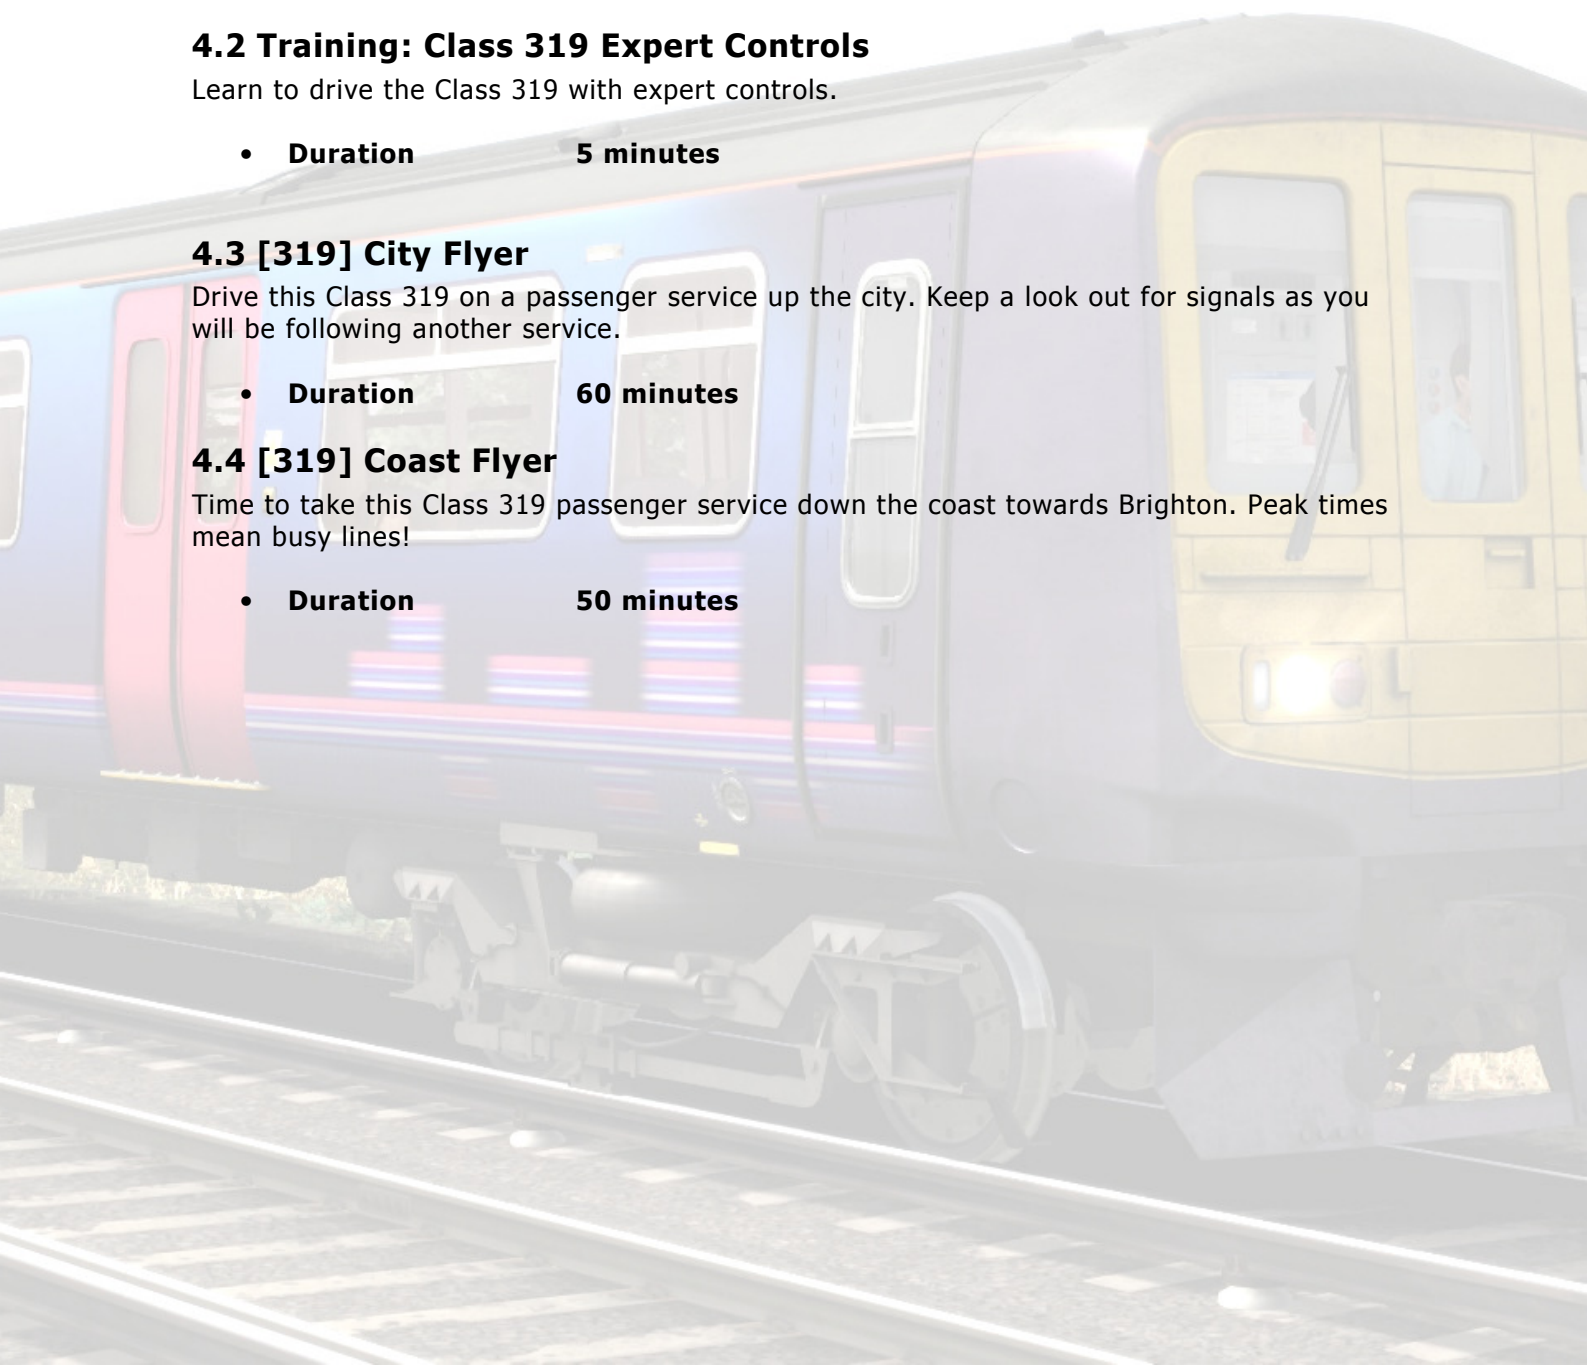 4.2 Training: Class 319 Expert Controls
Learn to drive the Class 319 with expert controls.
• Duration 5 minutes
4.3 [319] City Flyer
Drive this Class 319 on a passenger service up the city. Keep a look out for signals as you
will be following another service.
• Duration 60 minutes
4.4 [319] Coast Flyer
Time to take this Class 319 passenger service down the coast towards Brighton. Peak times
mean busy lines!
• Duration 50 minutes